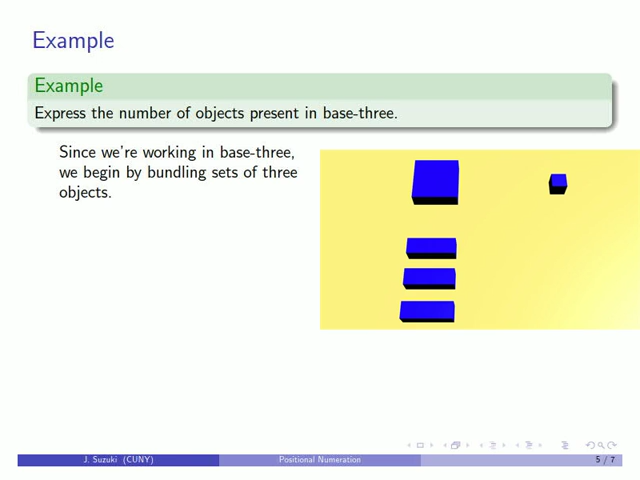 Example
Example
Express the number of objects present in base-three.
Since we're working in base-three,
we begin by bundling sets of three
objects.
J. Suzuki (CUNY)
Positional Numeration
5 / 7